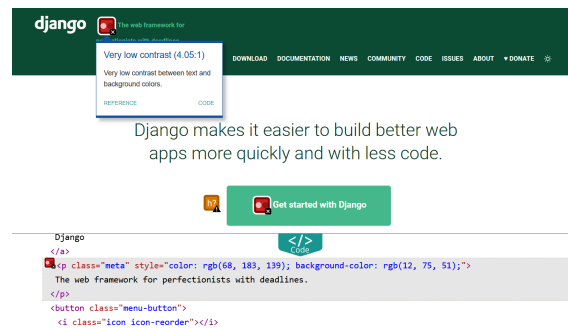 django
The web framework for
Very low contrast (4.05:1)
Very low contrast between text and
background colors.
REFERENCE CODE
DOWNLOAD DOCUMENTATION NEWS COMMUNITY CODE ISSUES ABOUT ♥ DONATE
Django makes it easier to build better web
apps more quickly and with less code.
h?
Get started with Django
Django
</a>
</>
Code
<p class="meta" style="color: rgb(68, 183, 139); background-color: rgb(12, 75, 51);">
The web framework for perfectionists with deadlines.
</p>
<button class="menu-button">
<i class="icon icon-reorder"></i>